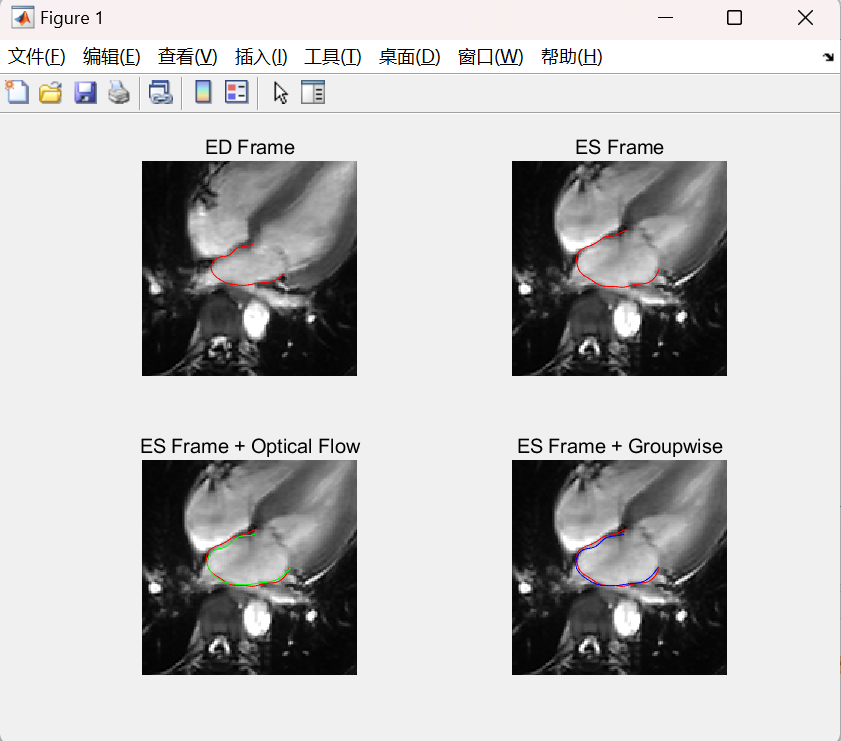 Figure 1
文件(F) 编辑(E) 查看(V) 插入(I) 工具(T) 桌面(D) 窗口(W) 帮助(H)
ED Frame
ES Frame
ES Frame + Optical Flow
ES Frame + Groupwise